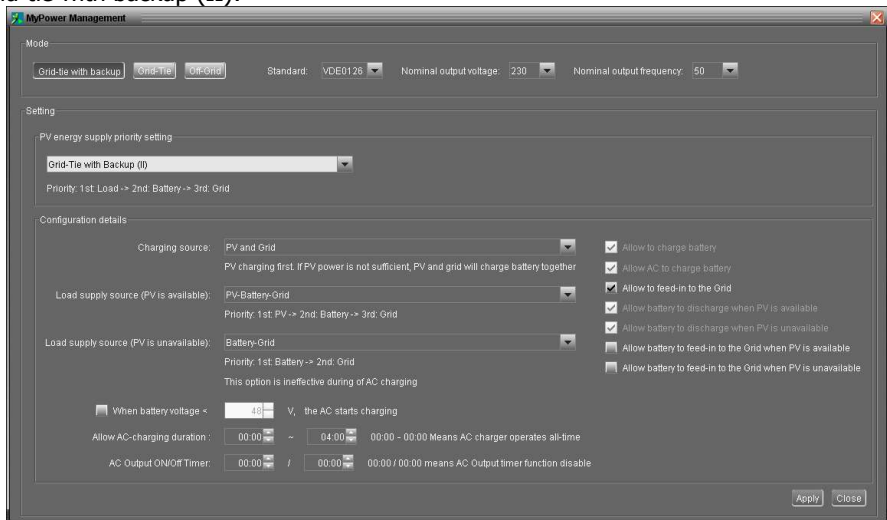 MyPower Management
Mode
Grid-tie with backup Grid-Tie Off-Grid Standard: VDE0126 Nominal output voltage: 230 Nominal output frequency: 50
Setting
PV energy supply priority setting
Grid-Tie with Backup (II)
Priority: 1st: Load -> 2nd: Battery -> 3rd: Grid
Configuration details
Charging source: PV and Grid
PV charging first. If PV power is not sufficient, PV and grid will charge battery together
Load supply source (PV is available): PV-Battery-Grid
Priority: 1st: PV -> 2nd: Battery -> 3rd: Grid
Load supply source (PV is unavailable): Battery-Grid
Priority: 1st: Battery -> 2nd: Grid
This option is ineffective during of AC charging
When battery voltage < 48 V, the AC starts charging
Allow AC-charging duration : 00:00 ~ 04:00 00:00 - 00:00 Means AC charger operates all-time
AC Output ON/Off Timer: 00:00 / 00:00 00:00 / 00:00 means AC Output timer function disable
Allow to charge battery
Allow AC to charge battery
Allow to feed-in to the Grid
Allow battery to discharge when PV is available
Allow battery to discharge when PV is unavailable
Allow battery to feed-in to the Grid when PV is available
Allow battery to feed-in to the Grid when PV is unavailable
Apply Close